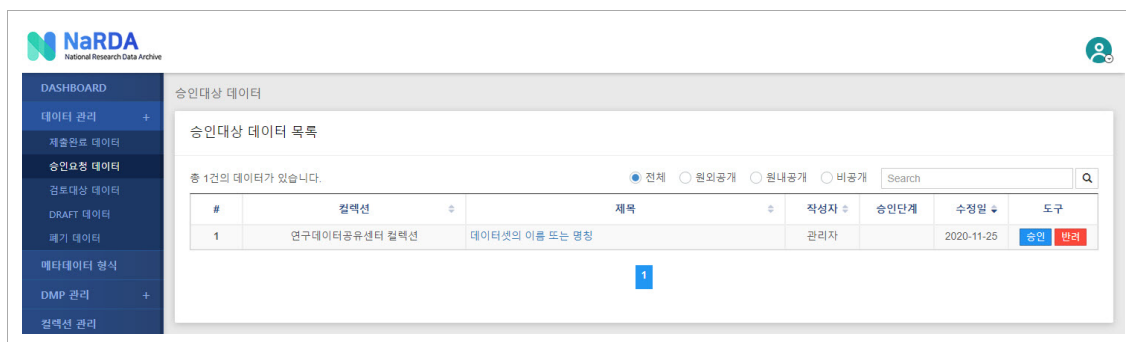 NaRDA
National Research Data Archive
DASHBOARD
데이터 관리 +
제출완료 데이터
승인요청 데이터
검토대상 데이터
DRAFT 데이터
폐기 데이터
메타데이터 형식
DMP 관리 +
컬렉션 관리
승인대상 데이터
승인대상 데이터 목록
총 1건의 데이터가 있습니다. 전체 원외공개 원내공개 비공개 Search
# 컬렉션 제목 작성자 승인단계 수정일 도구
1 연구데이터공유센터 컬렉션 데이터셋의 이름 또는 명칭 관리자 2020-11-25 승인 반려
1